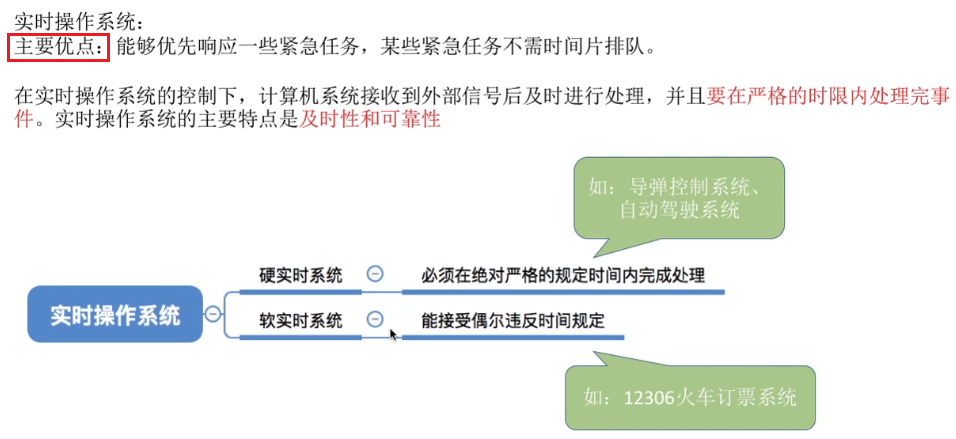 实时操作系统：
主要优点：能够优先响应一些紧急任务，某些紧急任务不需时间片排队。
在实时操作系统的控制下，计算机系统接收到外部信号后及时进行处理，并且要在严格的时限内处理完事
件。实时操作系统的主要特点是及时性和可靠性
如：导弹控制系统、
自动驾驶系统
硬实时系统 必须在绝对严格的规定时间内完成处理
实时操作系统
软实时系统 能接受偶尔违反时间规定
如：12306火车订票系统